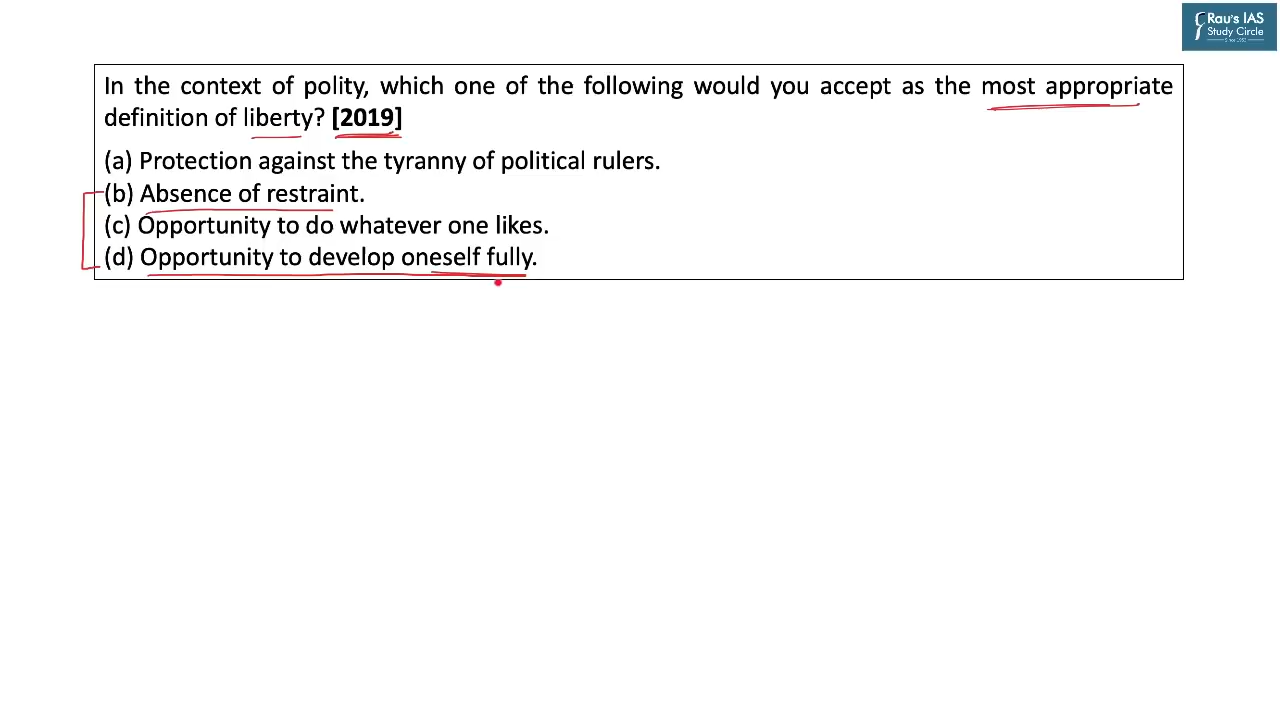 Rau's IAS
Study Circle
Since 1953
In the context of polity, which one of the following would you accept as the most appropriate
definition of liberty? [2019]
(a) Protection against the tyranny of political rulers.
(b) Absence of restraint.
(c) Opportunity to do whatever one likes.
(d) Opportunity to develop oneself fully.